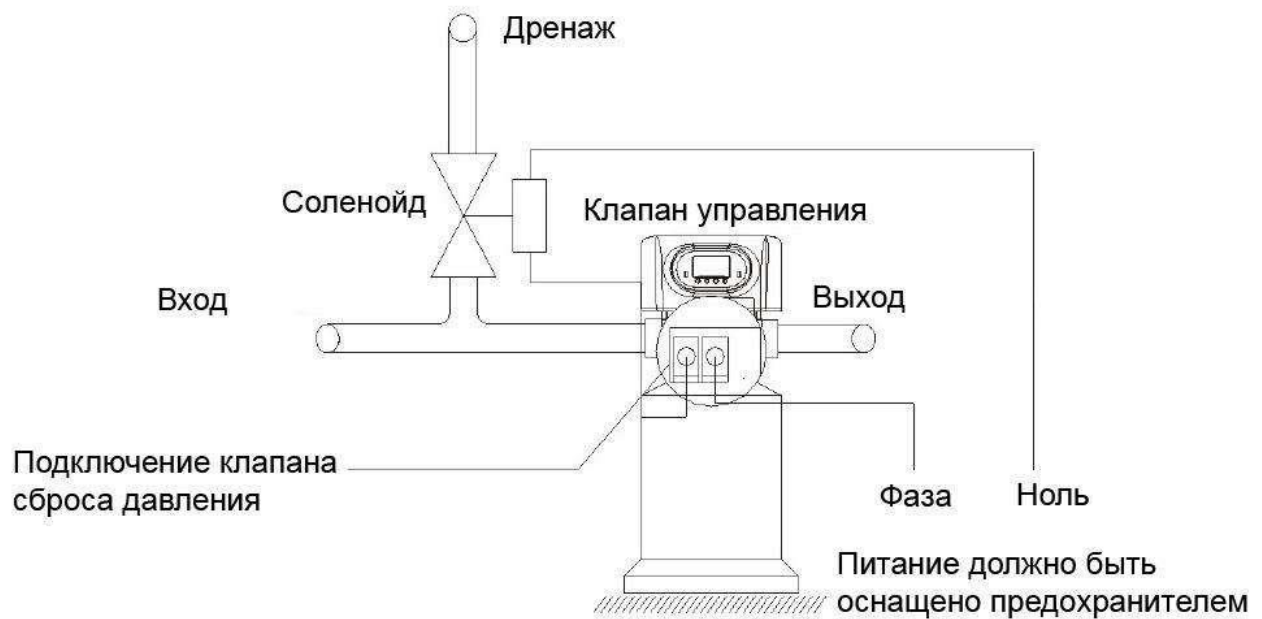 Дренаж
Соленойд
Клапан управления
Вход
Выход
Подключение клапана
сброса давления
Фаза
Ноль
Питание должно быть
оснащено предохранителем